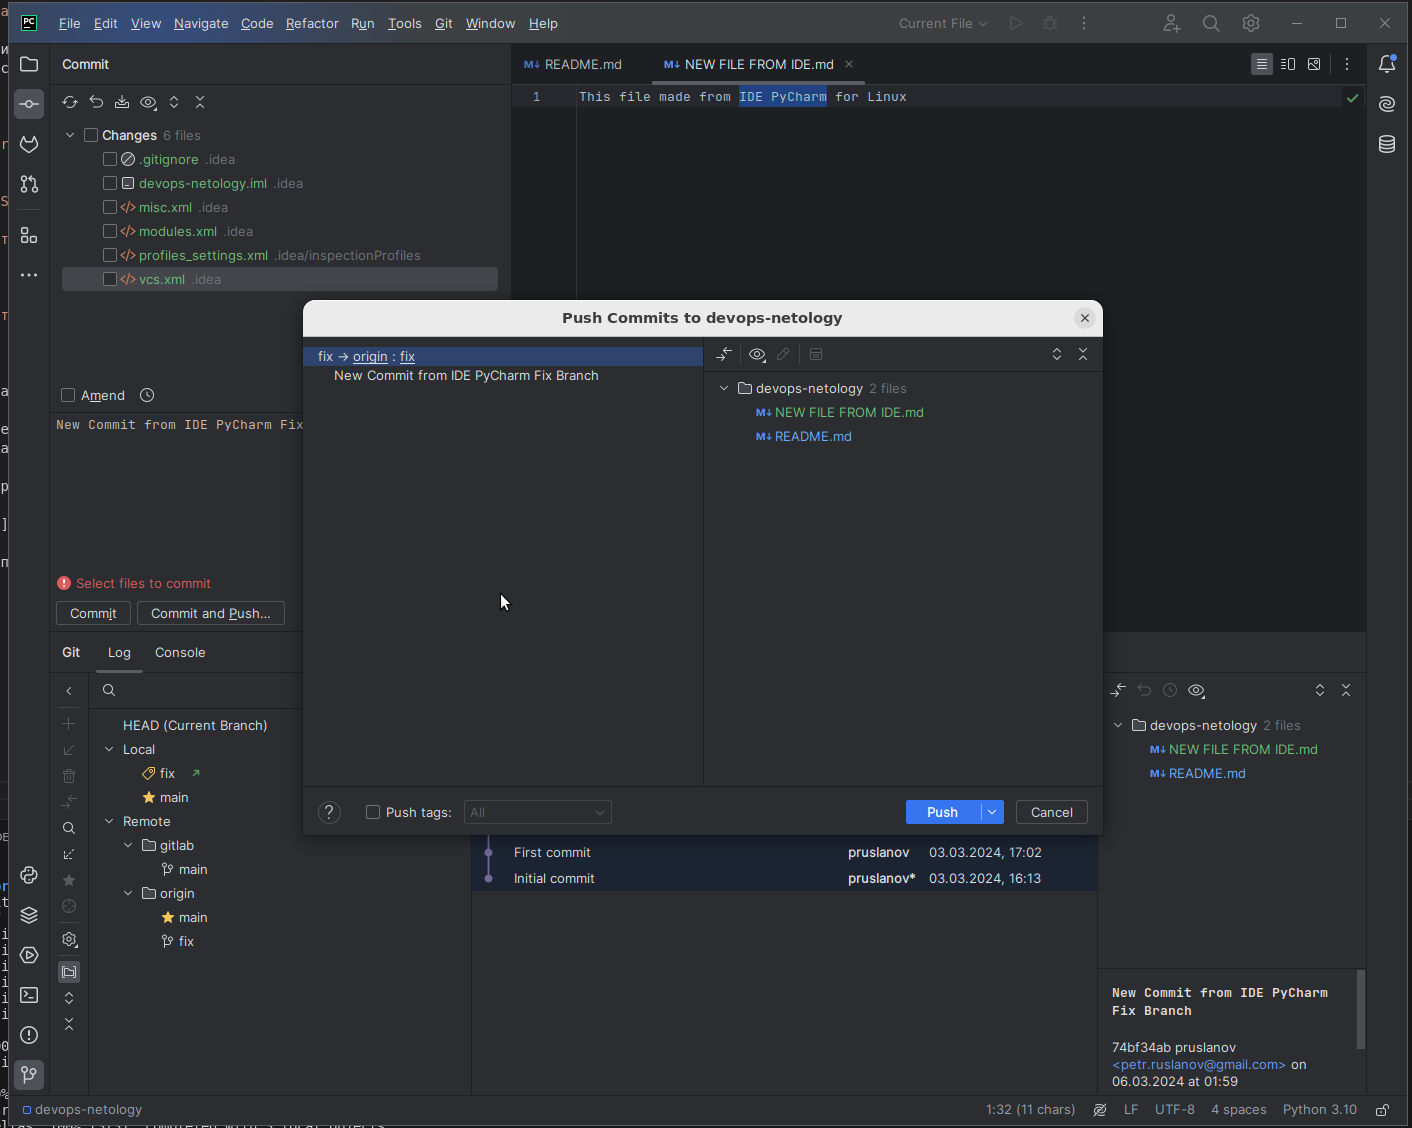 PC File Edit View Navigate Code Refactor Run Tools Git Window Help Current File
Commit
README.md NEW FILE FROM IDE.md
1 This file made from IDE PyCharm for Linux
Changes 6 files
.gitignore .idea
devops-netology.iml .idea
misc.xml .idea
modules.xml .idea
profiles_settings.xml .idea/inspectionProfiles
vcs.xml .idea
Amend
New Commit from IDE PyCharm Fix
Select files to commit
Commit Commit and Push...
Push Commits to devops-netology
fix → origin : fix
New Commit from IDE PyCharm Fix Branch
devops-netology 2 files
NEW FILE FROM IDE.md
README.md
? Push tags: All Push Cancel
Git Log Console
HEAD (Current Branch)
Local
fix
main
Remote
gitlab
main
origin
main
fix
First commit pruslanov 03.03.2024, 17:02
Initial commit pruslanov* 03.03.2024, 16:13
devops-netology 2 files
NEW FILE FROM IDE.md
README.md
New Commit from IDE PyCharm
Fix Branch
74bf34ab pruslanov
<petr.ruslanov@gmail.com> on
06.03.2024 at 01:59
devops-netology 1:32 (11 chars) LF UTF-8 4 spaces Python 3.10